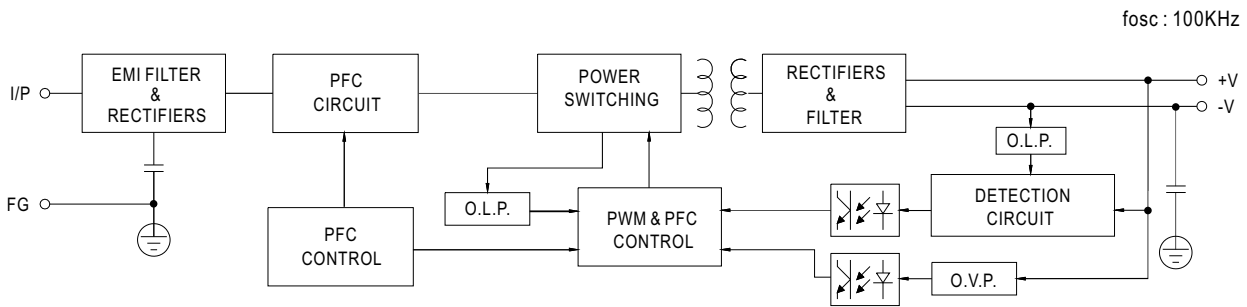 fosc : 100KHz
I/P
EMI FILTER
&
RECTIFIERS
PFC
CIRCUIT
POWER
SWITCHING
RECTIFIERS
&
FILTER
+V
-V
O.L.P.
FG
O.L.P.
PFC
CONTROL
PWM & PFC
CONTROL
DETECTION
CIRCUIT
O.V.P.